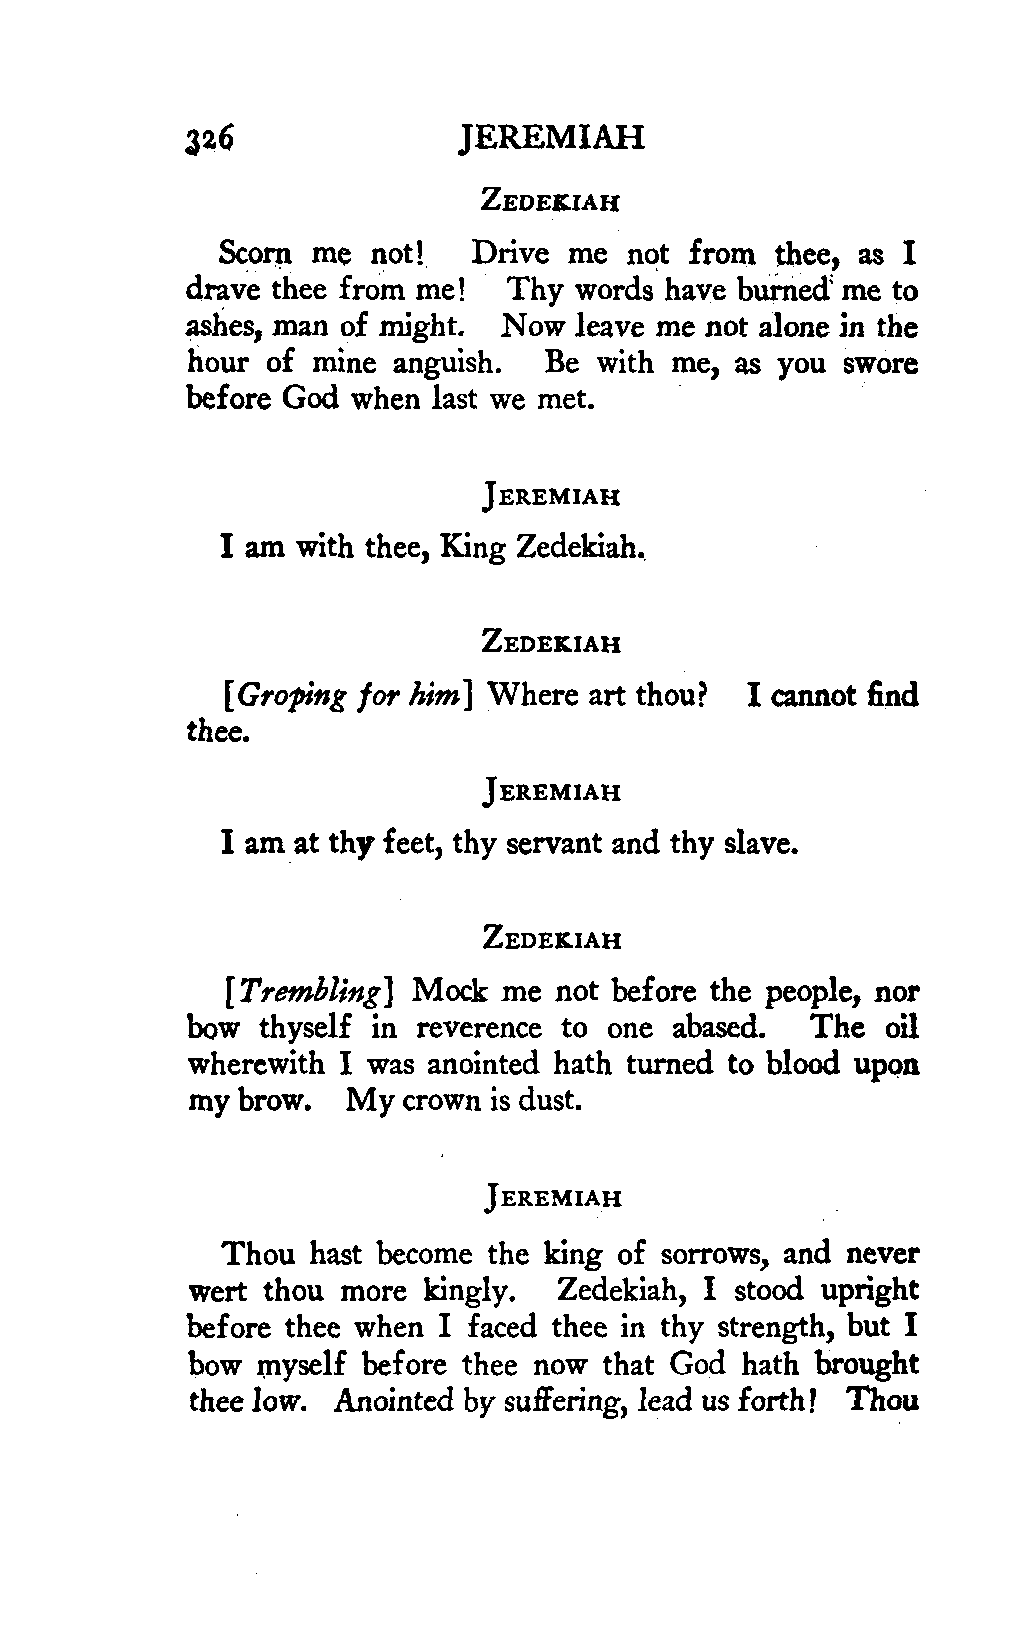 326 JEREMIAH
ZEDEKIAH
Scorn me not! Drive me not from thee, as I
drave thee from me! Thy words have burned me to
ashes, man of might. Now leave me not alone in the
hour of mine anguish. Be with me, as you swore
before God when last we met.
JEREMIAH
I am with thee, King Zedekiah.
ZEDEKIAH
[Groping for him] Where art thou? I cannot find
thee.
JEREMIAH
I am at thy feet, thy servant and thy slave.
ZEDEKIAH
[Trembling] Mock me not before the people, nor
bow thyself in reverence to one abased. The oil
wherewith I was anointed hath turned to blood upon
my brow. My crown is dust.
JEREMIAH
Thou hast become the king of sorrows, and never
wert thou more kingly. Zedekiah, I stood upright
before thee when I faced thee in thy strength, but I
bow myself before thee now that God hath brought
thee low. Anointed by suffering, lead us forth! Thou